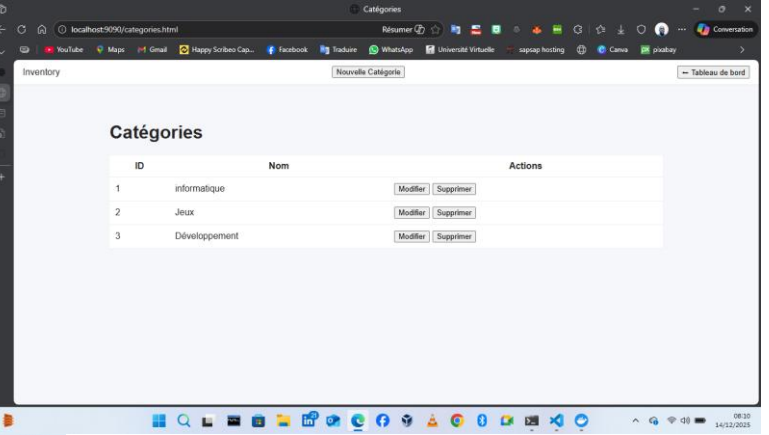 Catégories
localhost:9090/categories.html
Résumer
Conversation
YouTube Maps Gmail Happy Scribeo Cap... Facebook Traduire WhatsApp Université Virtuelle sapsap hosting Canva pixabay
Inventory Nouvelle Catégorie ← Tableau de bord
Catégories
ID Nom Actions
1 informatique Modifier Supprimer
2 Jeux Modifier Supprimer
3 Développement Modifier Supprimer
08:10
14/12/2025